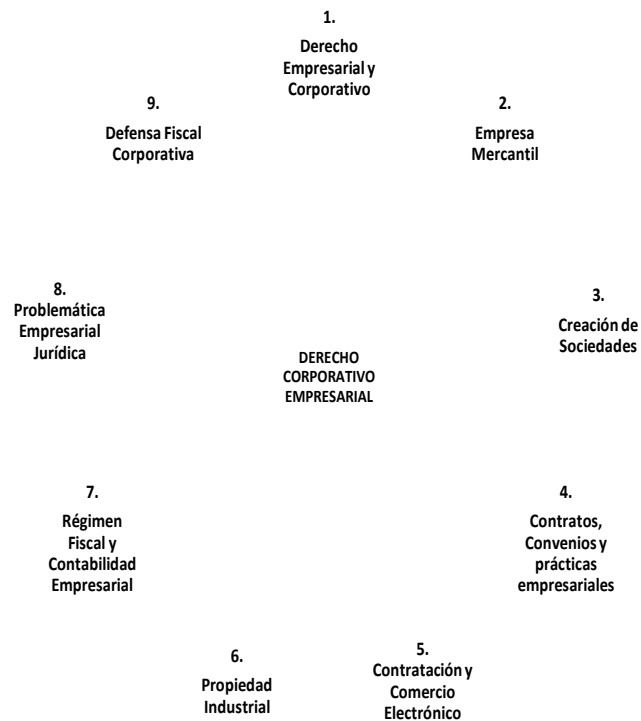 1.
Derecho
Empresarial y
Corporativo
2.
Empresa
Mercantil
3.
Creación de
Sociedades
4.
Contratos,
Convenios y
prácticas
empresariales
5.
Contratación y
Comercio
Electrónico
6.
Propiedad
Industrial
7.
Régimen
Fiscal y
Contabilidad
Empresarial
8.
Problemática
Empresarial
Jurídica
9.
Defensa Fiscal
Corporativa
DERECHO
CORPORATIVO
EMPRESARIAL